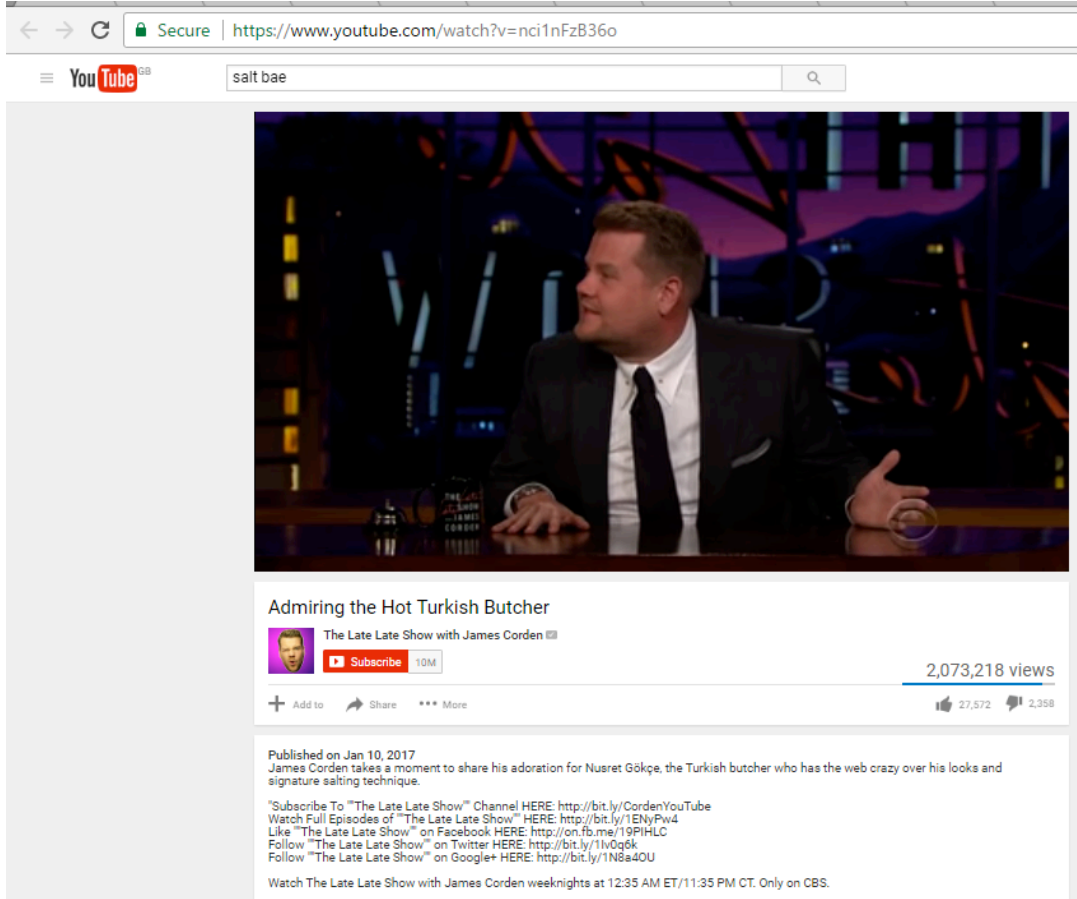 Secure https://www.youtube.com/watch?v=nci1nFzB36o
YouTube GB
salt bae
THE
Late Late
SHOW
JAMES
CORDEN
Admiring the Hot Turkish Butcher
The Late Late Show with James Corden
Subscribe 10M
2,073,218 views
Add to Share More
27,572 2,358
Published on Jan 10, 2017
James Corden takes a moment to share his adoration for Nusret Gökçe, the Turkish butcher who has the web crazy over his looks and
signature salting technique.
"Subscribe To ""The Late Late Show"" Channel HERE: http://bit.ly/CordenYouTube
Watch Full Episodes of ""The Late Late Show"" HERE: http://bit.ly/1ENyPw4
Like ""The Late Late Show"" on Facebook HERE: http://on.fb.me/19PIHLC
Follow ""The Late Late Show"" on Twitter HERE: http://bit.ly/1Iv0q6k
Follow ""The Late Late Show"" on Google+ HERE: http://bit.ly/1N8a4OU
Watch The Late Late Show with James Corden weeknights at 12:35 AM ET/11:35 PM CT. Only on CBS.